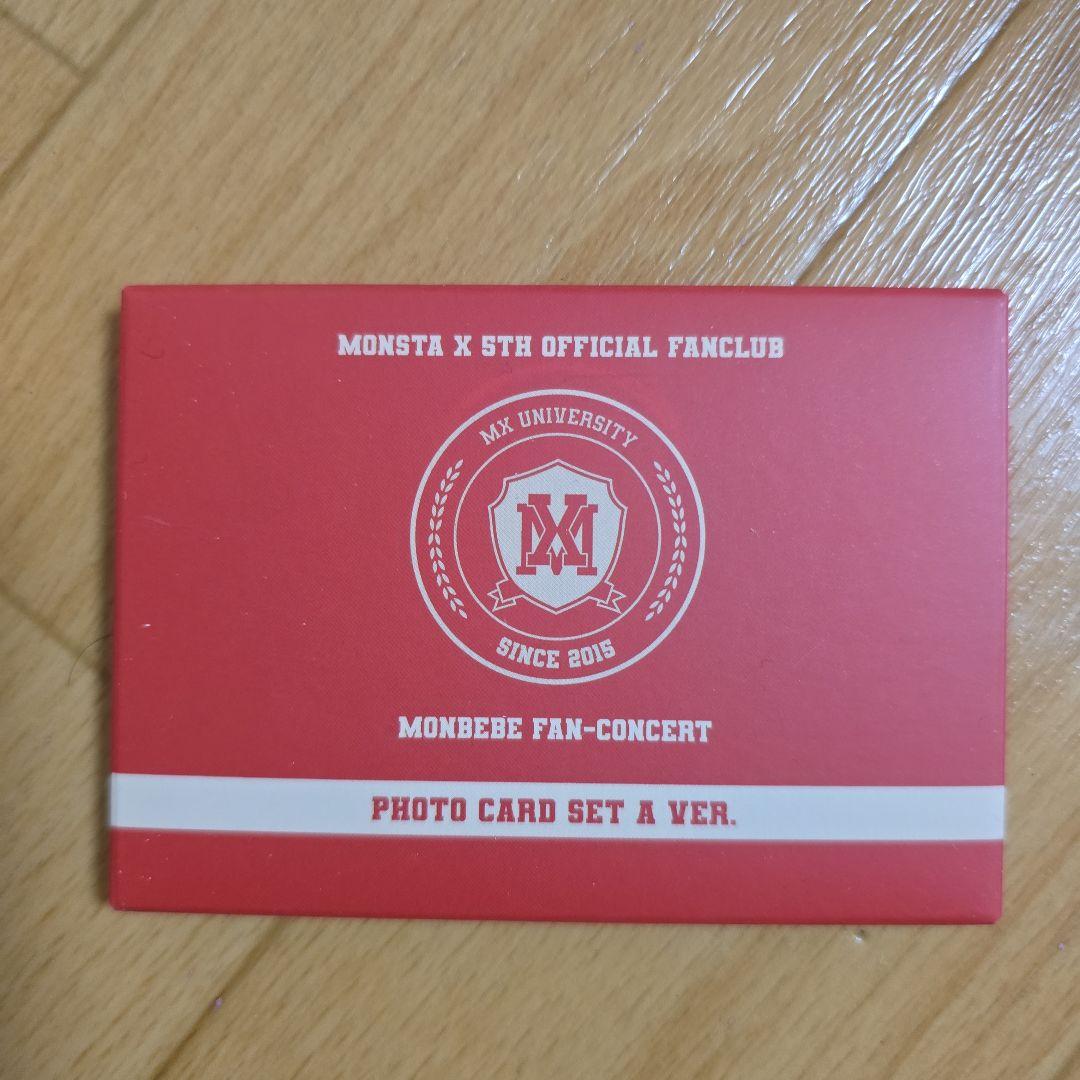 MONSTA X 5TH OFFICIAL FANCLUB
MX UNIVERSITY
MX
SINCE 2015
MONBEBE FAN-CONCERT
PHOTO CARD SET A VER.